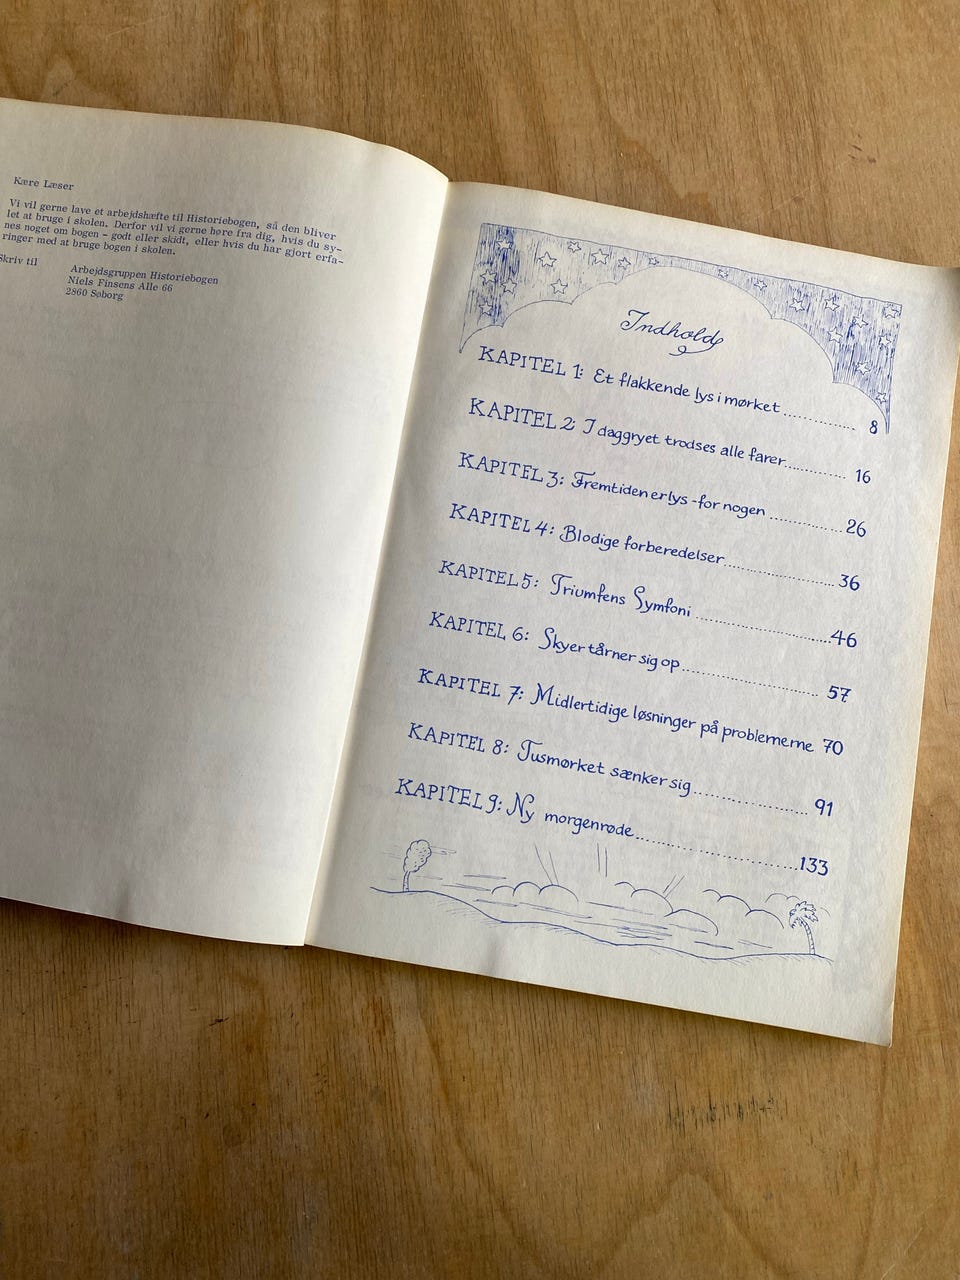 Kære Læser
Vi vil gerne lave et arbejdshæfte til Historiebogen, så den bliver
let at bruge i skolen. Derfor vil vi gerne høre fra dig, hvis du sy-
nes noget om bogen - godt eller skidt, eller hvis du har gjort erfa-
ringer med at bruge bogen i skolen.
Skriv til
Arbejdsgruppen Historiebogen
Niels Finsens Alle 66
2860 Søborg
Indhold
KAPITEL 1: Et flakkende lys i mørket.............. 8
KAPITEL 2: I daggryet trodses alle farer............ 16
KAPITEL 3: Fremtiden er lys - for nogen .............. 26
KAPITEL 4: Blodige forberedelser..................... 36
KAPITEL 5: Triumfens Symfoni .......................... 46
KAPITEL 6: Skyer tårner sig op......................... 57
KAPITEL 7: Midlertidige løsninger på problemerne 70
KAPITEL 8: Tusmørket sænker sig..................... 91
KAPITEL 9: Ny morgenrøde.............................. 133